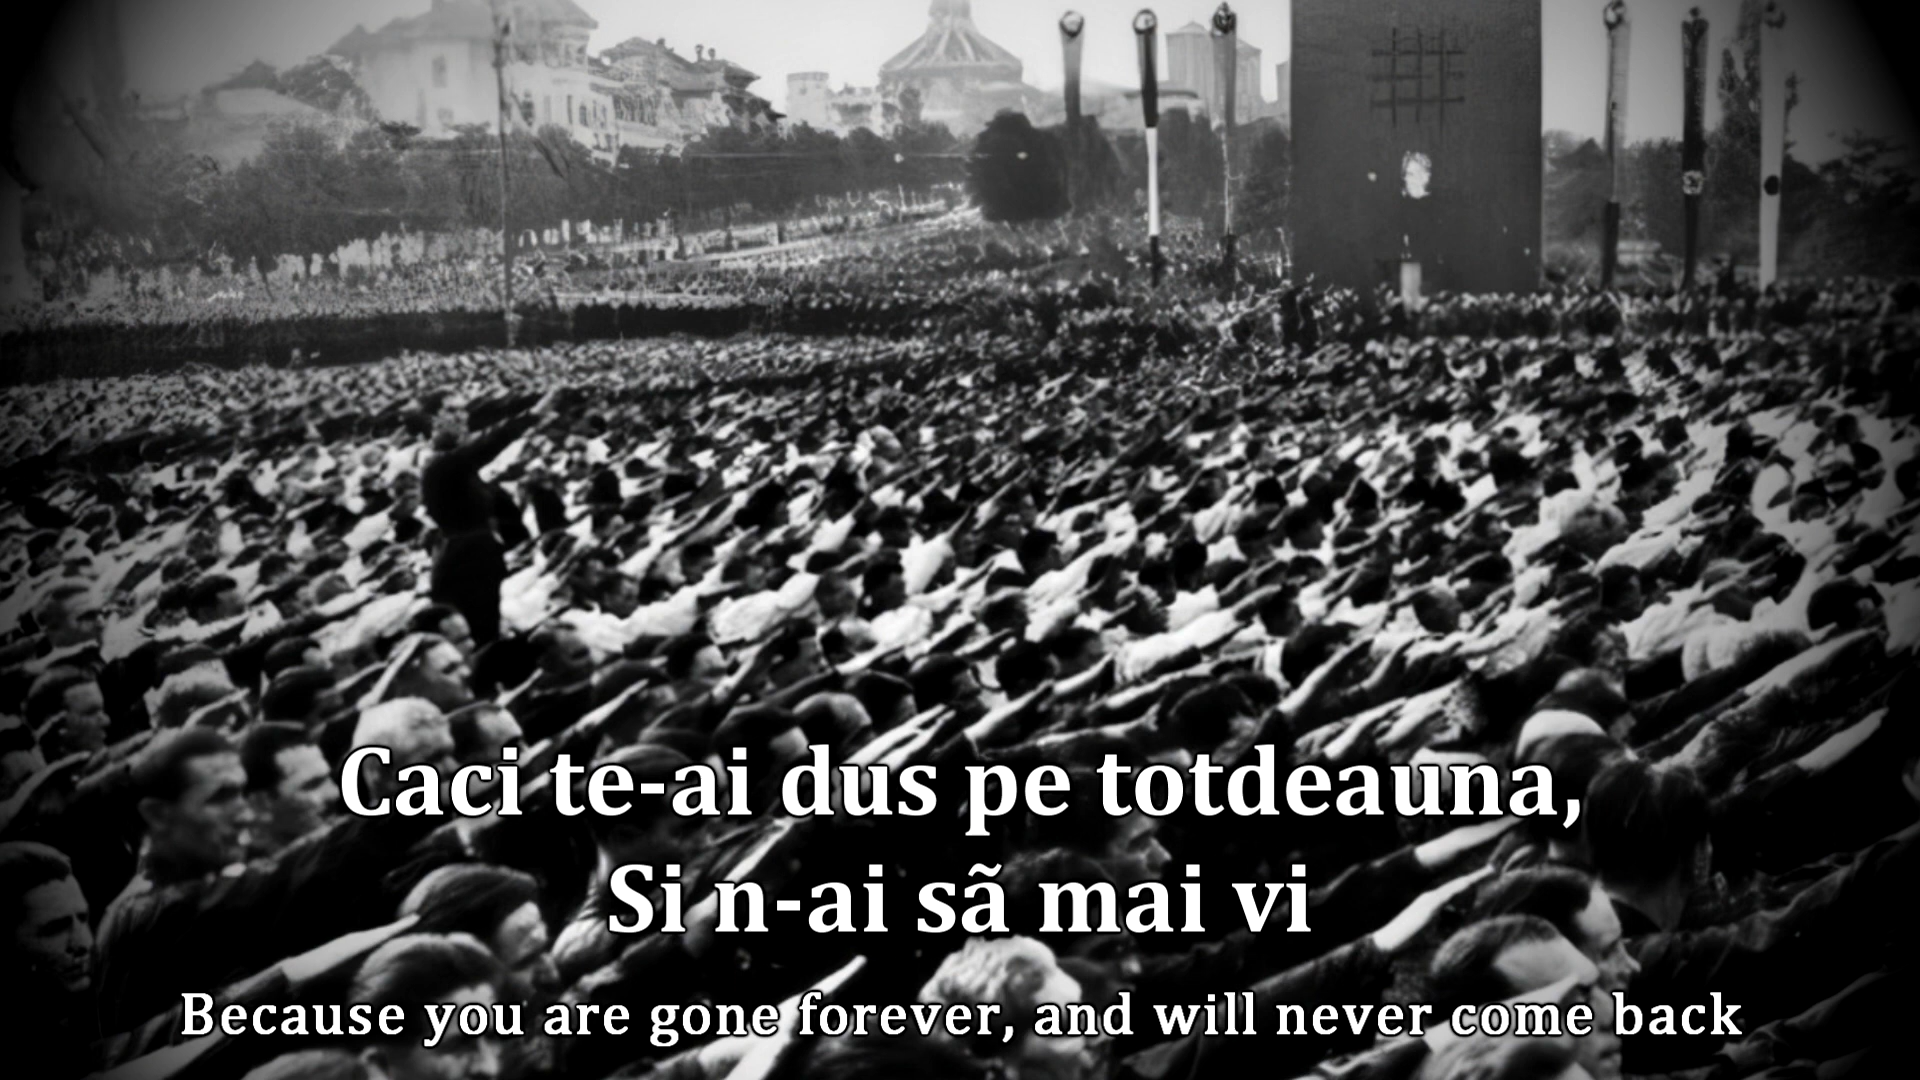 Caci te-ai dus pe totdeauna,
Si n-ai sã mai vi
Because you are gone forever, and will never come back